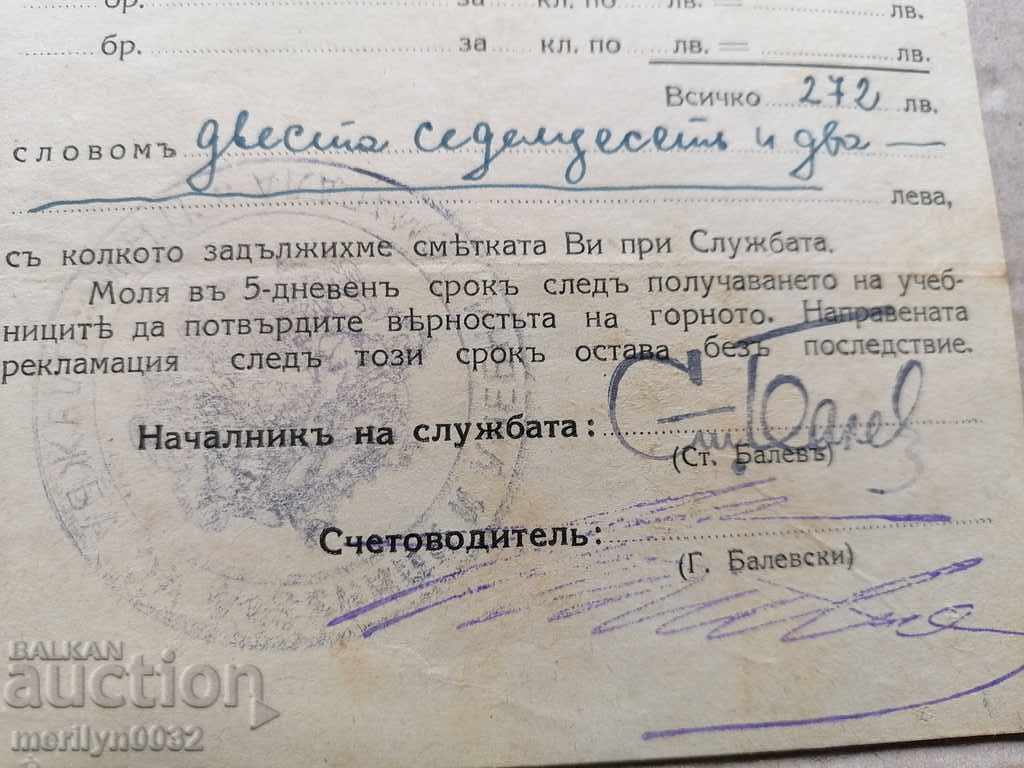 бр. за кл. по лв. = лв.
бр. за кл. по лв. = лв.
Всичко 272 лв.
словомъ двеста седемдесеть и два —
лева,
съ колкото задължихме смѣтката Ви при Службата.
Моля въ 5-дневенъ срокъ следъ получаването на учеб-
ницитѣ да потвърдите вѣрностьта на горното. Направената
рекламация следъ този срокъ остава безъ последствие.
Началникъ на службата:
(Ст. Балевъ)
Счетоводитель:
(Г. Балевски)
BALKAN
auction
merilyn0032